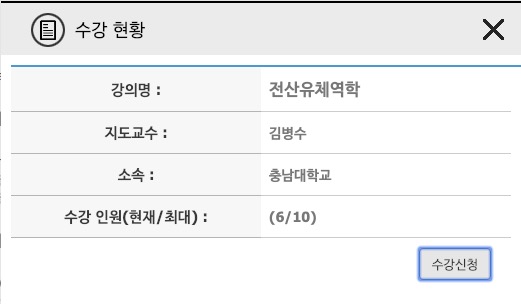 수강 현황
강의명 : 전산유체역학
지도교수 : 김병수
소속 : 충남대학교
수강 인원(현재/최대) : (6/10)
수강신청